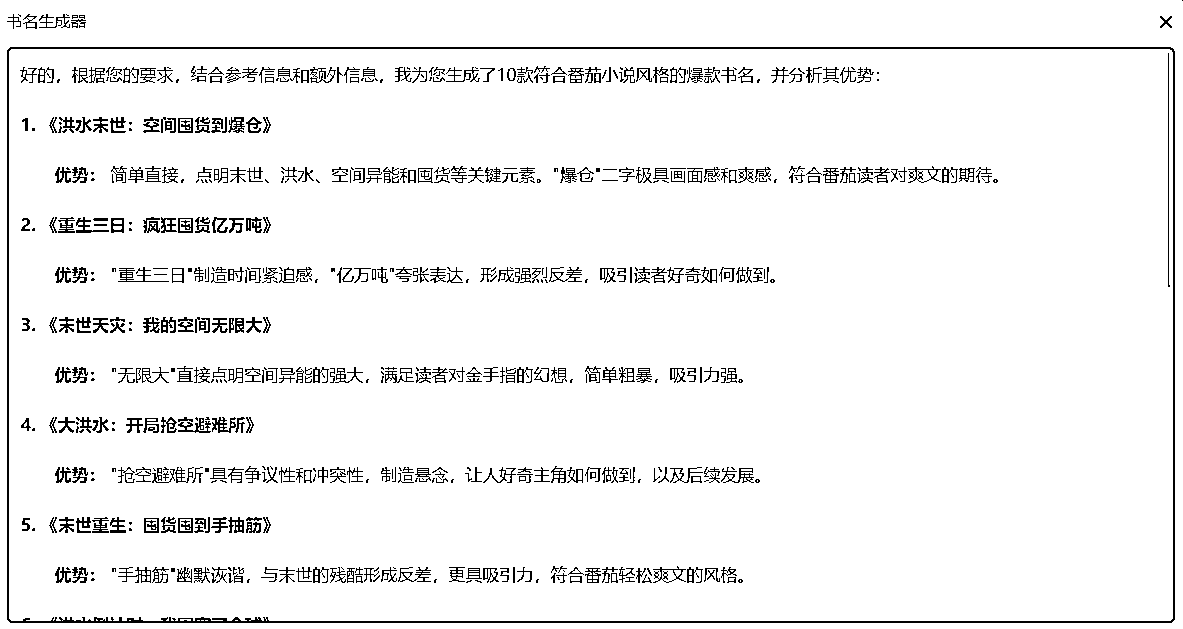 书名生成器
好的，根据您的要求，结合参考信息和额外信息，我为您生成了10款符合番茄小说风格的爆款书名，并分析其优势：
1. 《洪水末世：空间囤货到爆仓》
优势： 简单直接，点明末世、洪水、空间异能和囤货等关键元素。"爆仓"二字极具画面感和爽感，符合番茄读者对爽文的期待。
2. 《重生三日：疯狂囤货亿万吨》
优势： "重生三日"制造时间紧迫感，"亿万吨"夸张表达，形成强烈反差，吸引读者好奇如何做到。
3. 《末世天灾：我的空间无限大》
优势： "无限大"直接点明空间异能的强大，满足读者对金手指的幻想，简单粗暴，吸引力强。
4. 《大洪水：开局抢空避难所》
优势： "抢空避难所"具有争议性和冲突性，制造悬念，让人好奇主角如何做到，以及后续发展。
5. 《末世重生：囤货囤到手抽筋》
优势： "手抽筋"幽默诙谐，与末世的残酷形成反差，更具吸引力，符合番茄轻松爽文的风格。